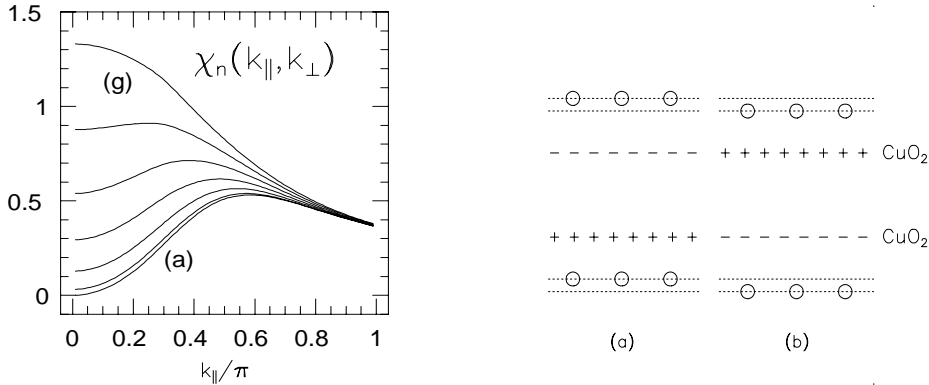 1.5
χₙ(k∥,k⊥)
(g)
1
0.5
(a)
0
0 0.2 0.4 0.6 0.8 1
k∥/π
− − − − − − − + + + + + + + + CuO₂
+ + + + + + + + − − − − − − − CuO₂
(a) (b)